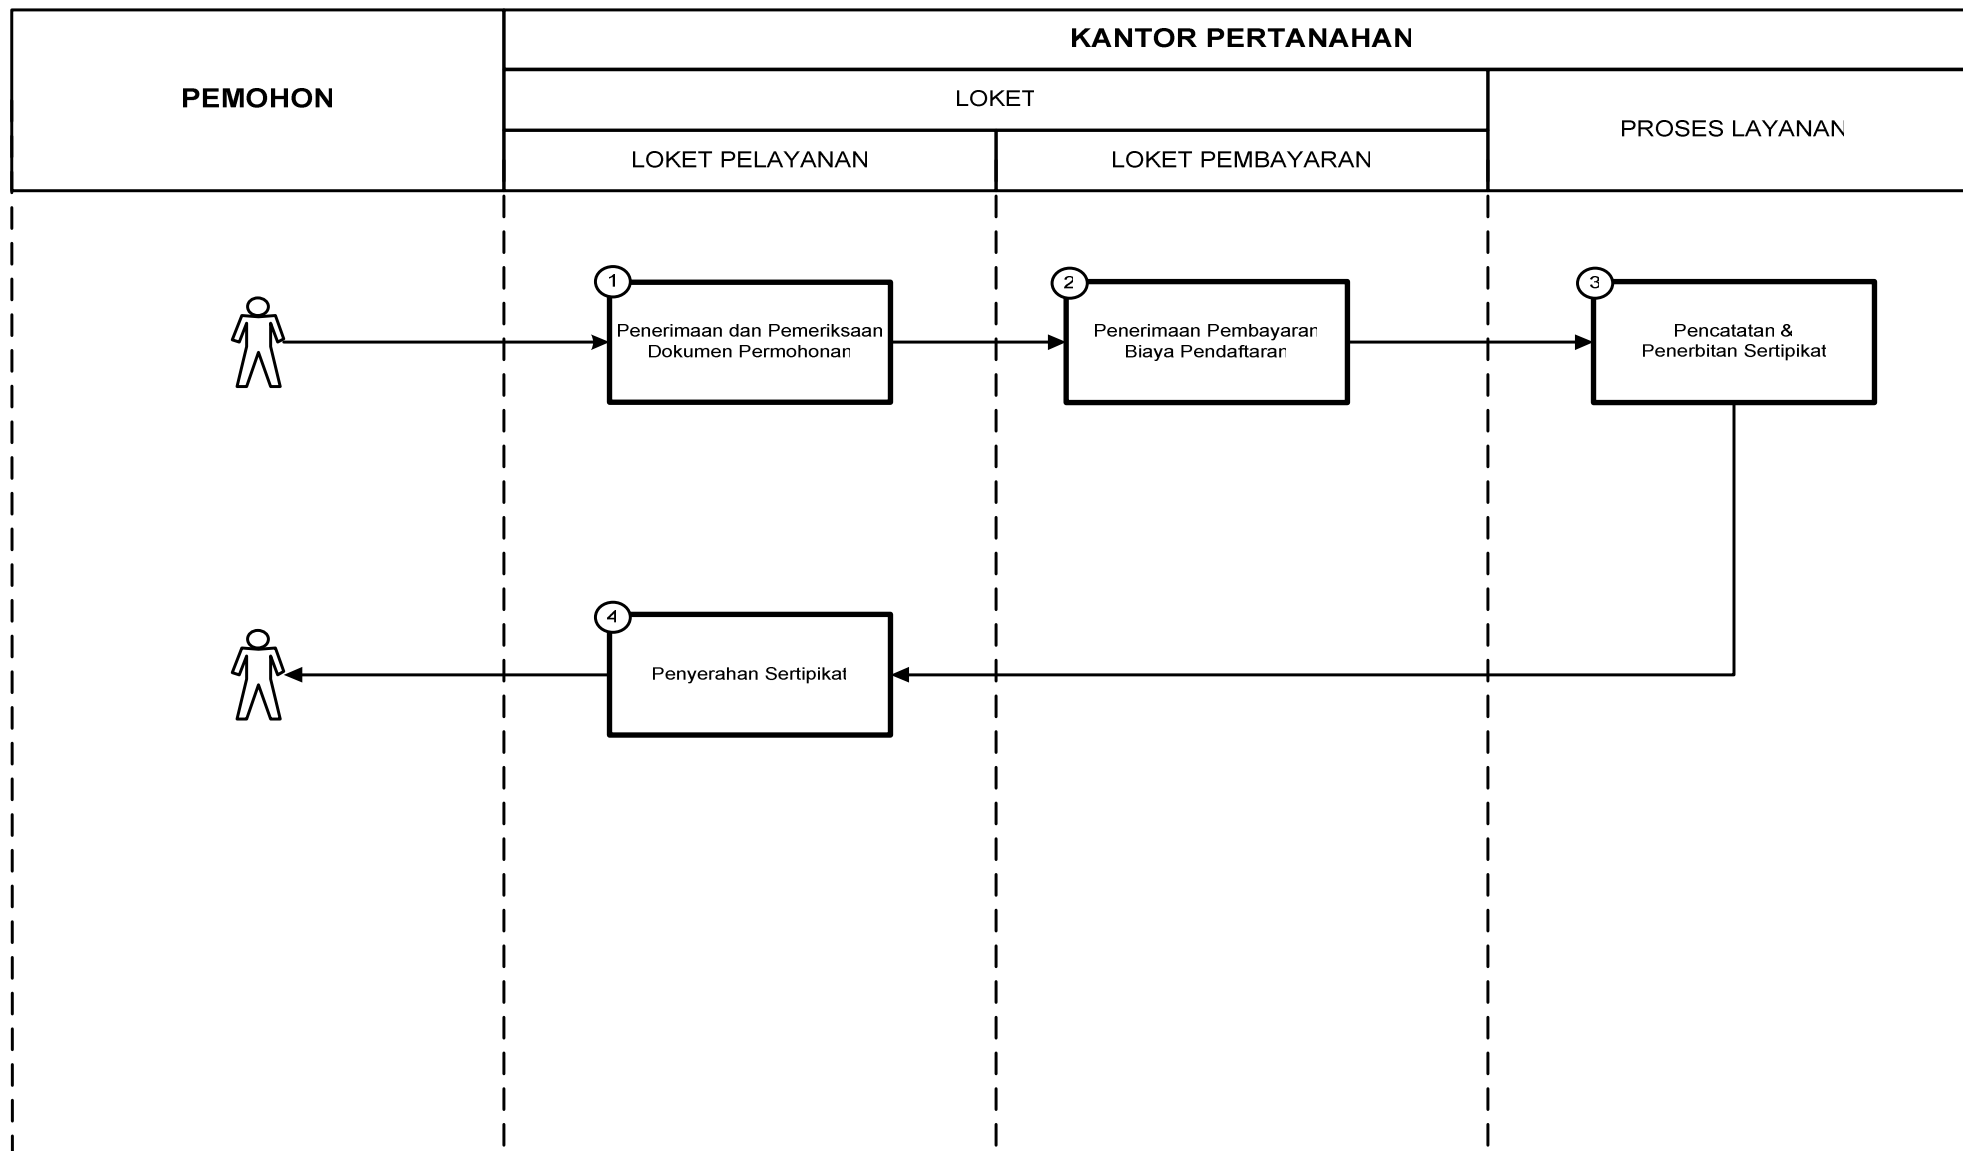 KANTOR PERTANAHAN
PEMOHON
LOKET
PROSES LAYANAN
LOKET PELAYANAN
LOKET PEMBAYARAN
1
Penerimaan dan Pemeriksaan
Dokumen Permohonan
2
Penerimaan Pembayaran
Biaya Pendaftaran
3
Pencatatan &
Penerbitan Sertipikat
4
Penyerahan Sertipikat